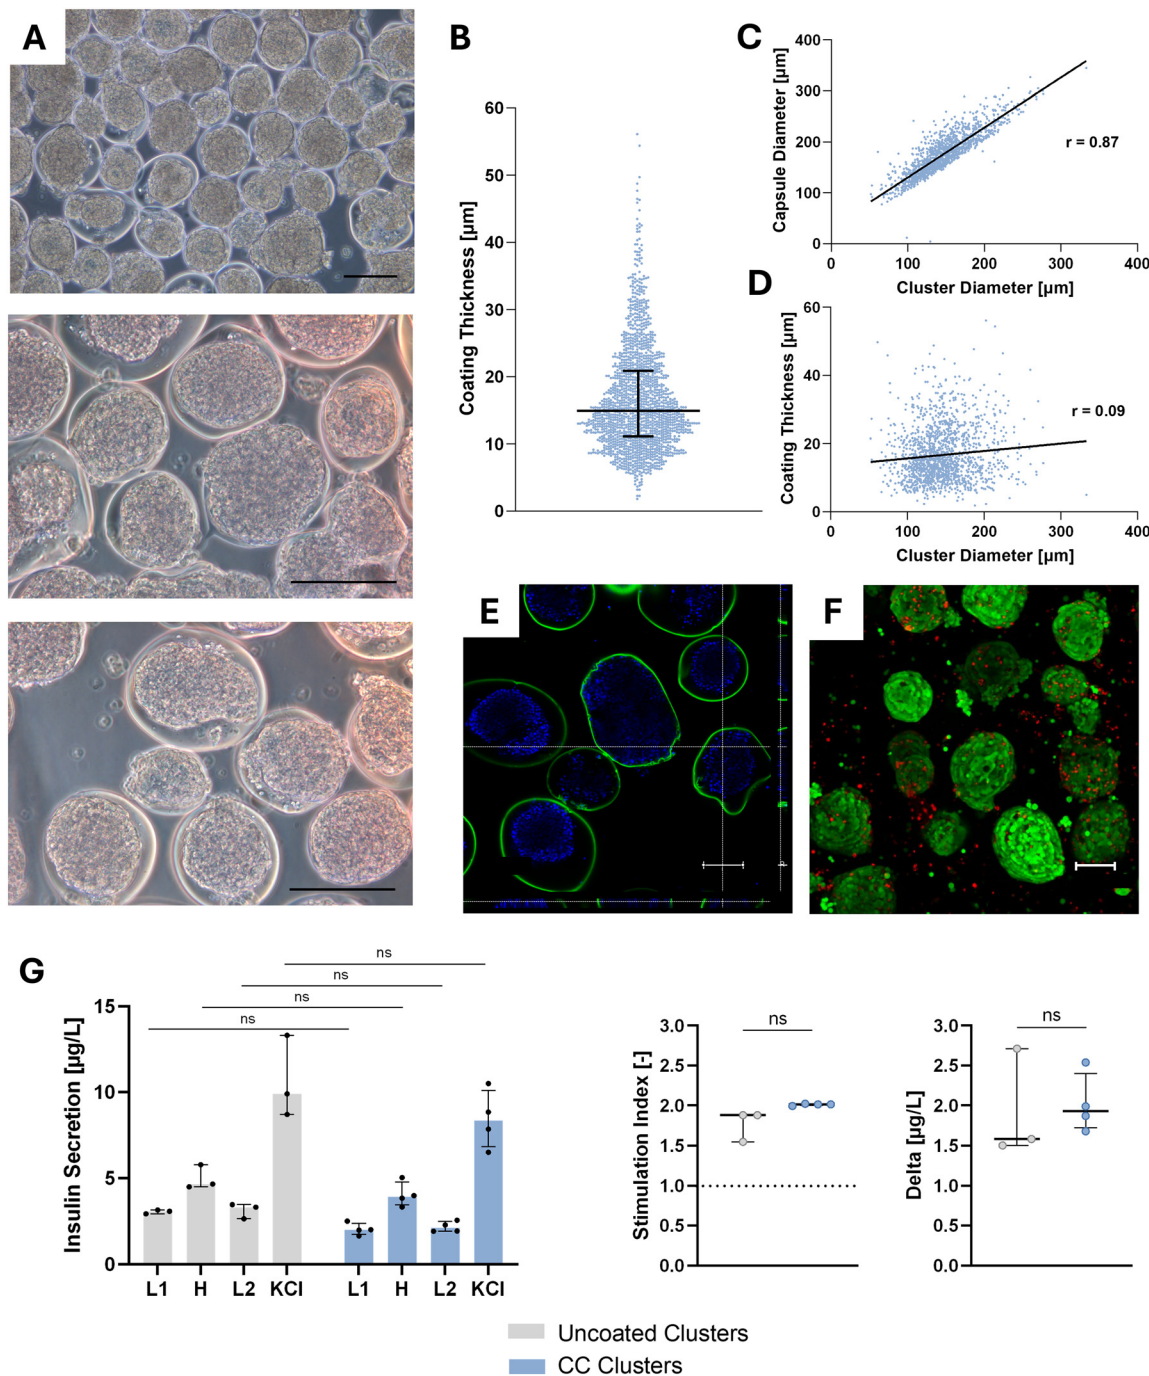 A
B
Coating Thickness [µm]
60
50
40
30
20
10
0
C
Capsule Diameter [µm]
400
300
200
100
0
r = 0.87
0 100 200 300 400
Cluster Diameter [µm]
D
Coating Thickness [µm]
60
40
20
0
r = 0.09
0 100 200 300 400
Cluster Diameter [µm]
E
F
G
Insulin Secretion [µg/L]
15
10
5
0
ns
ns
ns
ns
L1 H L2 KCl L1 H L2 KCl
Stimulation Index [-]
3.0
2.5
2.0
1.5
1.0
0.5
0.0
ns
Delta [µg/L]
3.0
2.5
2.0
1.5
1.0
0.5
0.0
ns
Uncoated Clusters
CC Clusters